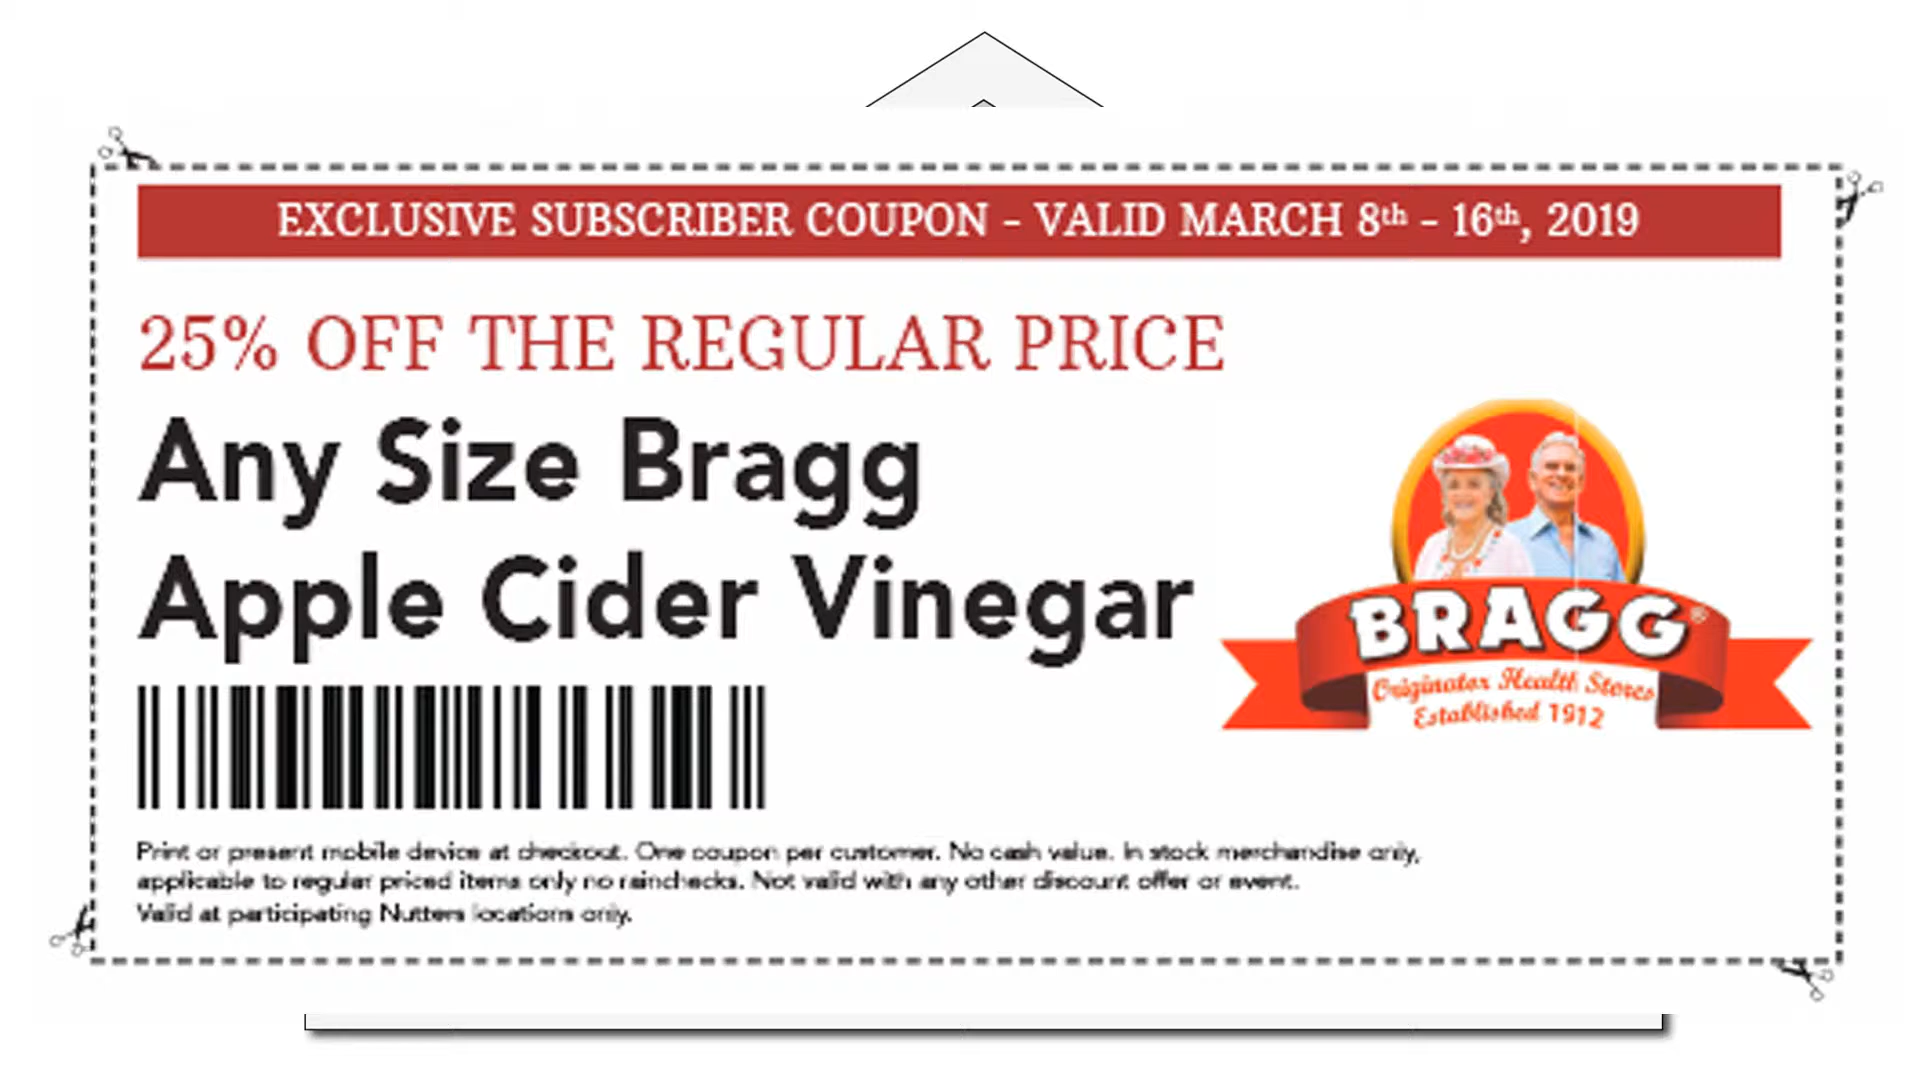 EXCLUSIVE SUBSCRIBER COUPON - VALID MARCH 8th - 16th, 2019
25% OFF THE REGULAR PRICE
Any Size Bragg
Apple Cider Vinegar
BRAGG®
Originator Health Stores
Established 1912
Print or present mobile device at checkout. One coupon per customer. No cash value. In stock merchandise only,
applicable to regular priced items only no rainchecks. Not valid with any other discount offer or event.
Valid at participating Nutters locations only.